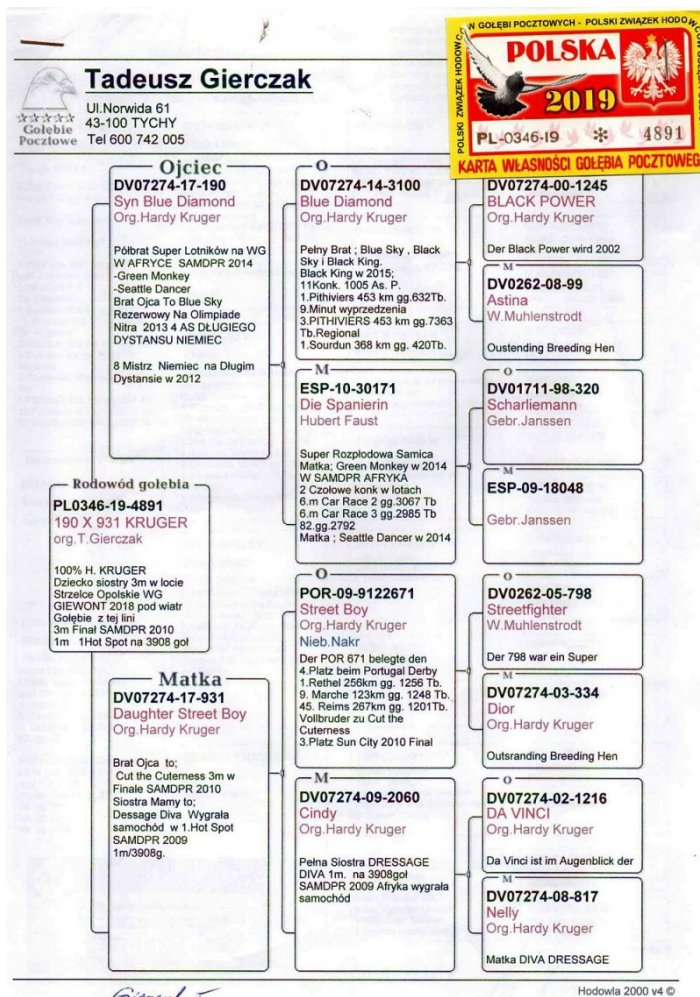 W GOŁĘBI POCZTOWYCH - POLSKI ZWIĄZEK HODOW
POLSKI ZWIĄZEK HODOWC
POLSKA
2019
PL-0346-19 * 4891
KARTA WŁASNOŚCI GOŁĘBIA POCZTOWEG
Tadeusz Gierczak
Ul.Norwida 61
43-100 TYCHY
Tel 600 742 005
Gołębie
Pocztowe
Rodowód gołębia
PL0346-19-4891
190 X 931 KRUGER
org.T.Gierczak
100% H. KRUGER
Dziecko siostry 3m w locie
Strzelce Opolskie WG
GIEWONT 2018 pod wiatr
Gołębie z tej lini
3m Finał SAMDPR 2010
1m 1Hot Spot na 3908 goł
Ojciec
DV07274-17-190
Syn Blue Diamond
Org.Hardy Kruger
Półbrat Super Lotników na WG
W AFRYCE SAMDPR 2014
-Green Monkey
-Seattle Dancer
Brat Ojca To Blue Sky
Rezerwowy Na Olimpiade
Nitra 2013 4 AS DŁUGIEGO
DYSTANSU NIEMIEC
8 Mistrz Niemiec na Długim
Dystansie w 2012
Matka
DV07274-17-931
Daughter Street Boy
Org.Hardy Kruger
Brat Ojca to;
Cut the Cuterness 3m w
Finale SAMDPR 2010
Siostra Mamy to;
Dessage Diva Wygrała
samochód w 1.Hot Spot
SAMDPR 2009
1m/3908g.
O
DV07274-14-3100
Blue Diamond
Org.Hardy Kruger
Pełny Brat ; Blue Sky , Black
Sky i Black King.
Black King w 2015;
11Konk. 1005 As. P.
1.Pithiviers 453 km gg.632Tb.
9.Minut wyprzedzenia
3.PITHIVIERS 453 km gg.7363
Tb.Regional
1.Sourdun 368 km gg. 420Tb.
M
ESP-10-30171
Die Spanierin
Hubert Faust
Super Rozpłodowa Samica
Matka; Green Monkey w 2014
W SAMDPR AFRYKA
2 Czołowe konk w lotach
6.m Car Race 2 gg.3067 Tb
6.m Car Race 3 gg.2985 Tb
82.gg.2792
Matka ; Seattle Dancer w 2014
O
POR-09-9122671
Street Boy
Org.Hardy Kruger
Nieb.Nakr
Der POR 671 belegte den
4.Platz beim Portugal Derby
1.Rethel 256km gg. 1256 Tb.
9. Marche 123km gg. 1248 Tb.
45. Reims 267km gg. 1201Tb.
Vollbruder zu Cut the
Cuterness
3.Platz Sun City 2010 Final
M
DV07274-09-2060
Cindy
Org.Hardy Kruger
Pełna Siostra DRESSAGE
DIVA 1m. na 3908goł
SAMDPR 2009 Afryka wygrała
samochód
DV07274-00-1245
BLACK POWER
Org.Hardy Kruger
Der Black Power wird 2002
M
DV0262-08-99
Astina
W.Muhlenstrodt
Oustending Breeding Hen
O
DV01711-98-320
Scharliemann
Gebr.Janssen
M
ESP-09-18048
Gebr.Janssen
O
DV0262-05-798
Streetfighter
W.Muhlenstrodt
Der 798 war ein Super
M
DV07274-03-334
Dior
Org.Hardy Kruger
Outsranding Breeding Hen
O
DV07274-02-1216
DA VINCI
Org.Hardy Kruger
Da Vinci ist im Augenblick der
M
DV07274-08-817
Nelly
Org.Hardy Kruger
Matka DIVA DRESSAGE
Hodowla 2000 v4 ©